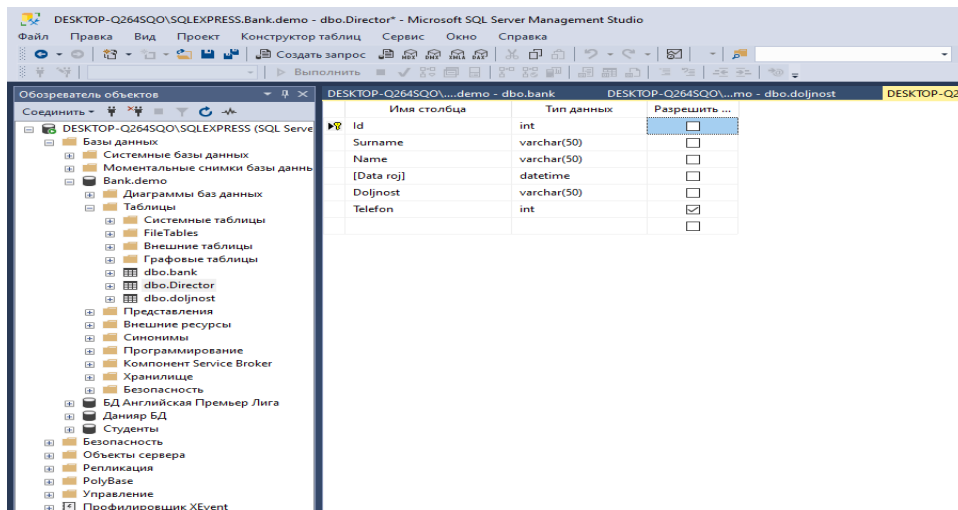 DESKTOP-Q264SQO\SQLEXPRESS.Bank.demo - dbo.Director* - Microsoft SQL Server Management Studio
Файл Правка Вид Проект Конструктор таблиц Сервис Окно Справка
Создать запрос
Выполнить
Обозреватель объектов
DESKTOP-Q264SQO\....demo - dbo.bank DESKTOP-Q264SQO\...mo - dbo.doljnost DESKTOP-Q2
Соединить
Имя столбца Тип данных Разрешить ...
DESKTOP-Q264SQO\SQLEXPRESS (SQL Serve
Id int
Базы данных
Surname varchar(50)
Системные базы данных
Name varchar(50)
Моментальные снимки базы даннь
[Data roj] datetime
Bank.demo
Doljnost varchar(50)
Диаграммы баз данных
Telefon int
Таблицы
Системные таблицы
FileTables
Внешние таблицы
Графовые таблицы
dbo.bank
dbo.Director
dbo.doljnost
Представления
Внешние ресурсы
Синонимы
Программирование
Компонент Service Broker
Хранилище
Безопасность
БД Английская Премьер Лига
Данияр БД
Студенты
Безопасность
Объекты сервера
Репликация
PolyBase
Управление
Профилировщик XEvent